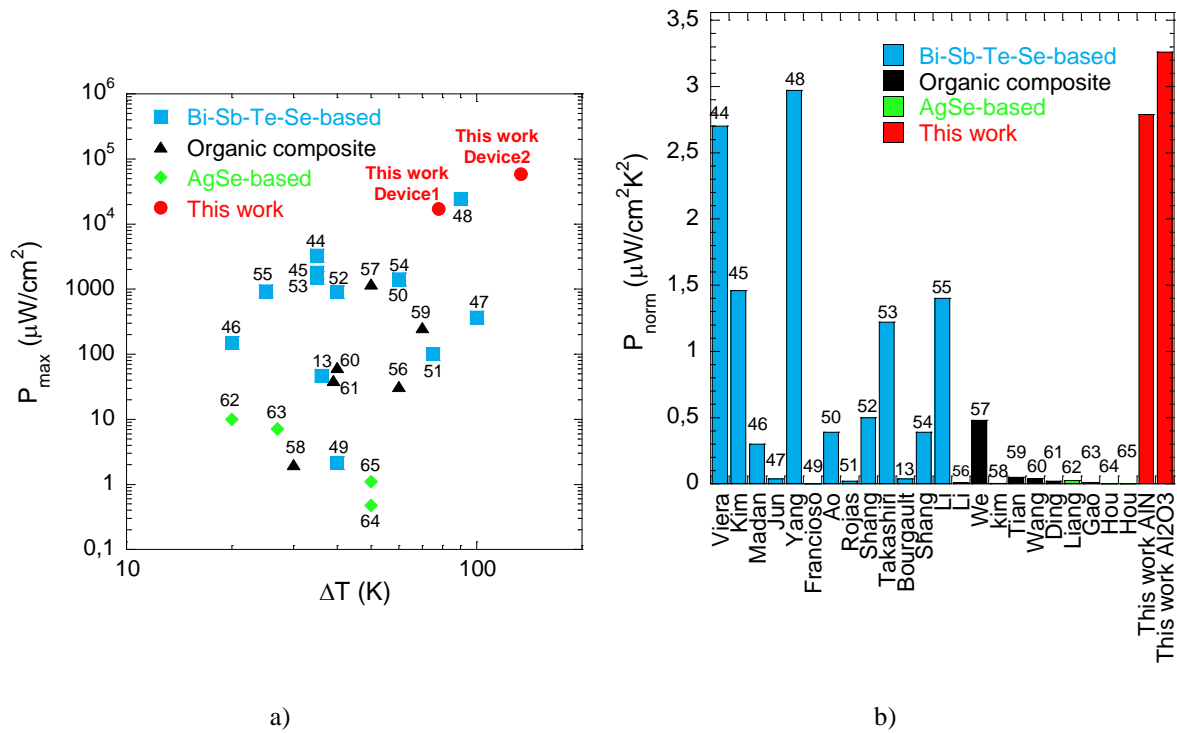 10^6
10^5
10^4
1000
100
10
1
0,1
P_max (μW/cm^2)
Bi-Sb-Te-Se-based
Organic composite
AgSe-based
This work
This work
Device2
This work
Device1
48
44
45
53
55
52
57
54
50
59
47
46
13
60
61
56
51
62
63
58
49
65
64
10
100
ΔT (K)
a)
3,5
3
2,5
2
1,5
1
0,5
0
P_norm (μW/cm^2K^2)
Bi-Sb-Te-Se-based
Organic composite
AgSe-based
This work
44
45
46
47
48
49
50
51
52
53
13
54
55
56
57
58
59
60
61
62
63
64
65
Viera
Kim
Madan
Jun
Yang
Francioso
Ao
Rojas
Shang
Takashiri
Bourgault
Shang
Li
Li
We
kim
Tian
Wang
Ding
Liang
Gao
Hou
Hou
This work AlN
This work Al2O3
b)